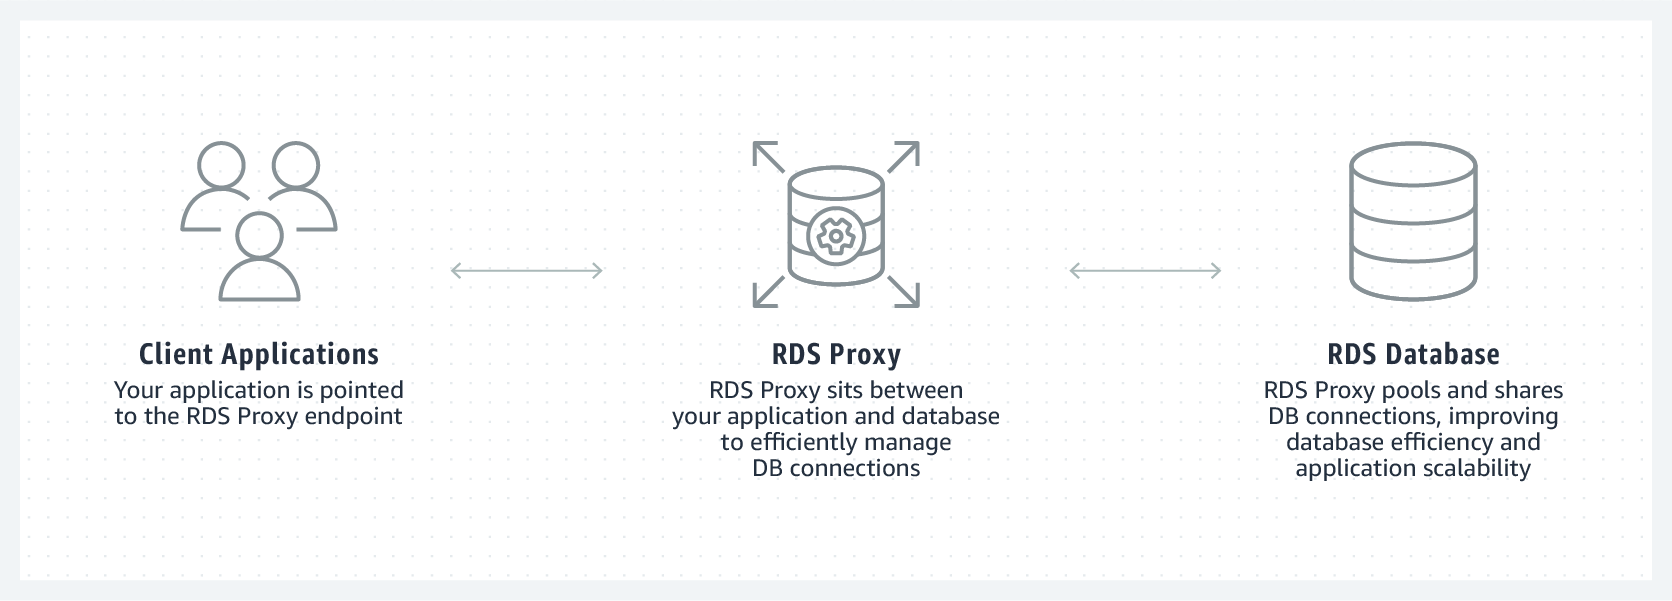 Client Applications
Your application is pointed
to the RDS Proxy endpoint
RDS Proxy
RDS Proxy sits between
your application and database
to efficiently manage
DB connections
RDS Database
RDS Proxy pools and shares
DB connections, improving
database efficiency and
application scalability